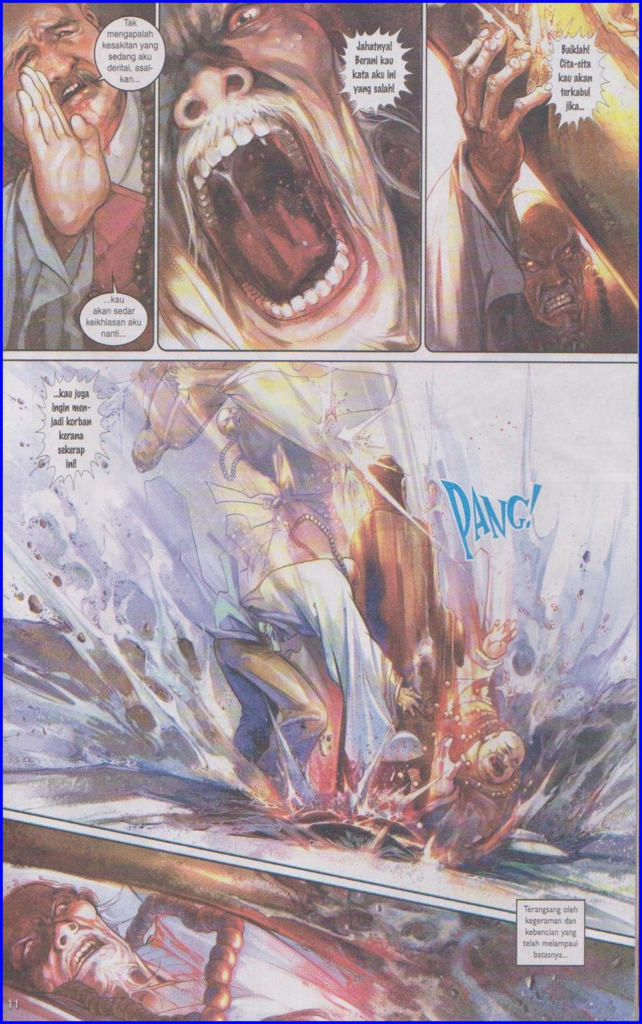 Tak
mengapalah
kesakitan yang
sedang aku
deritai, asal-
kan...
...kau
akan sedar
keikhlasan aku
nanti...
Jahatnya!
Berani kau
kata aku ini
yang salah!
Baiklah!
Cita-cita
kau akan
terkabul
jika...
...kau juga
ingin men-
jadi korban
kerana
sekerap
ini!
PANG!
Terangsang oleh
kegeraman dan
kebencian yang
telah melampaui
batasnya...
11